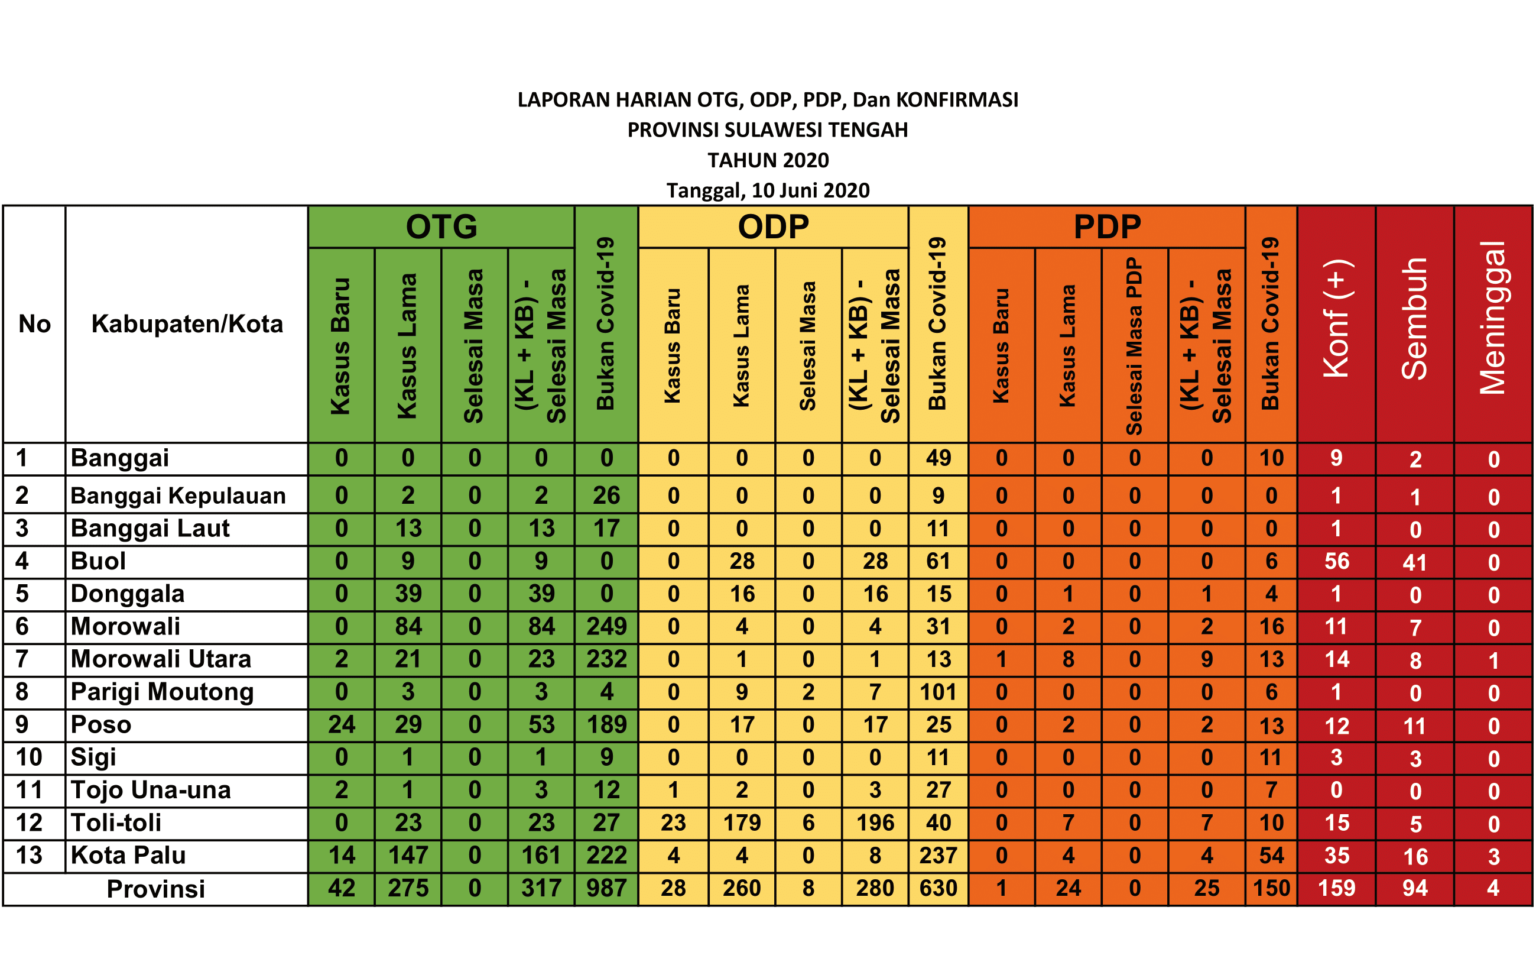 LAPORAN HARIAN OTG, ODP, PDP, Dan KONFIRMASI
PROVINSI SULAWESI TENGAH
TAHUN 2020
Tanggal, 10 Juni 2020
No Kabupaten/Kota OTG Bukan Covid-19 ODP Bukan Covid-19 PDP Bukan Covid-19 Konf (+) Sembuh Meninggal
Kasus Baru Kasus Lama Selesai Masa (KL + KB) - Selesai Masa Kasus Baru Kasus Lama Selesai Masa (KL + KB) - Selesai Masa Kasus Baru Kasus Lama Selesai Masa PDP (KL + KB) - Selesai Masa
1 Banggai 0 0 0 0 0 0 0 0 0 49 0 0 0 0 10 9 2 0
2 Banggai Kepulauan 0 2 0 2 26 0 0 0 0 9 0 0 0 0 0 1 1 0
3 Banggai Laut 0 13 0 13 17 0 0 0 0 11 0 0 0 0 0 1 0 0
4 Buol 0 9 0 9 0 0 28 0 28 61 0 0 0 0 6 56 41 0
5 Donggala 0 39 0 39 0 0 16 0 16 15 0 1 0 1 4 1 0 0
6 Morowali 0 84 0 84 249 0 4 0 4 31 0 2 0 2 16 11 7 0
7 Morowali Utara 2 21 0 23 232 0 1 0 1 13 1 8 0 9 13 14 8 1
8 Parigi Moutong 0 3 0 3 4 0 9 2 7 101 0 0 0 0 6 1 0 0
9 Poso 24 29 0 53 189 0 17 0 17 25 0 2 0 2 13 12 11 0
10 Sigi 0 1 0 1 9 0 0 0 0 11 0 0 0 0 11 3 3 0
11 Tojo Una-una 2 1 0 3 12 1 2 0 3 27 0 0 0 0 7 0 0 0
12 Toli-toli 0 23 0 23 27 23 179 6 196 40 0 7 0 7 10 15 5 0
13 Kota Palu 14 147 0 161 222 4 4 0 8 237 0 4 0 4 54 35 16 3
Provinsi 42 275 0 317 987 28 260 8 280 630 1 24 0 25 150 159 94 4